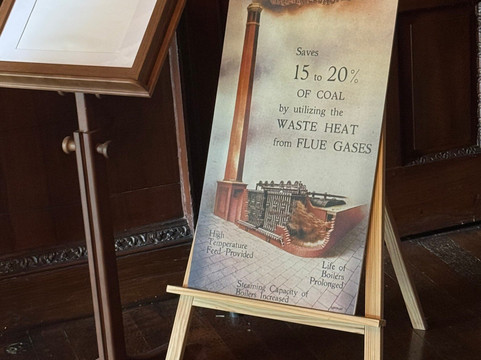 Saves
15 to 20%
OF COAL
by utilizing the
WASTE HEAT
from FLUE GASES
High
Temperature
Feed Provided
Life of
Boilers
Prolonged
Steaming Capacity of
Boilers Increased